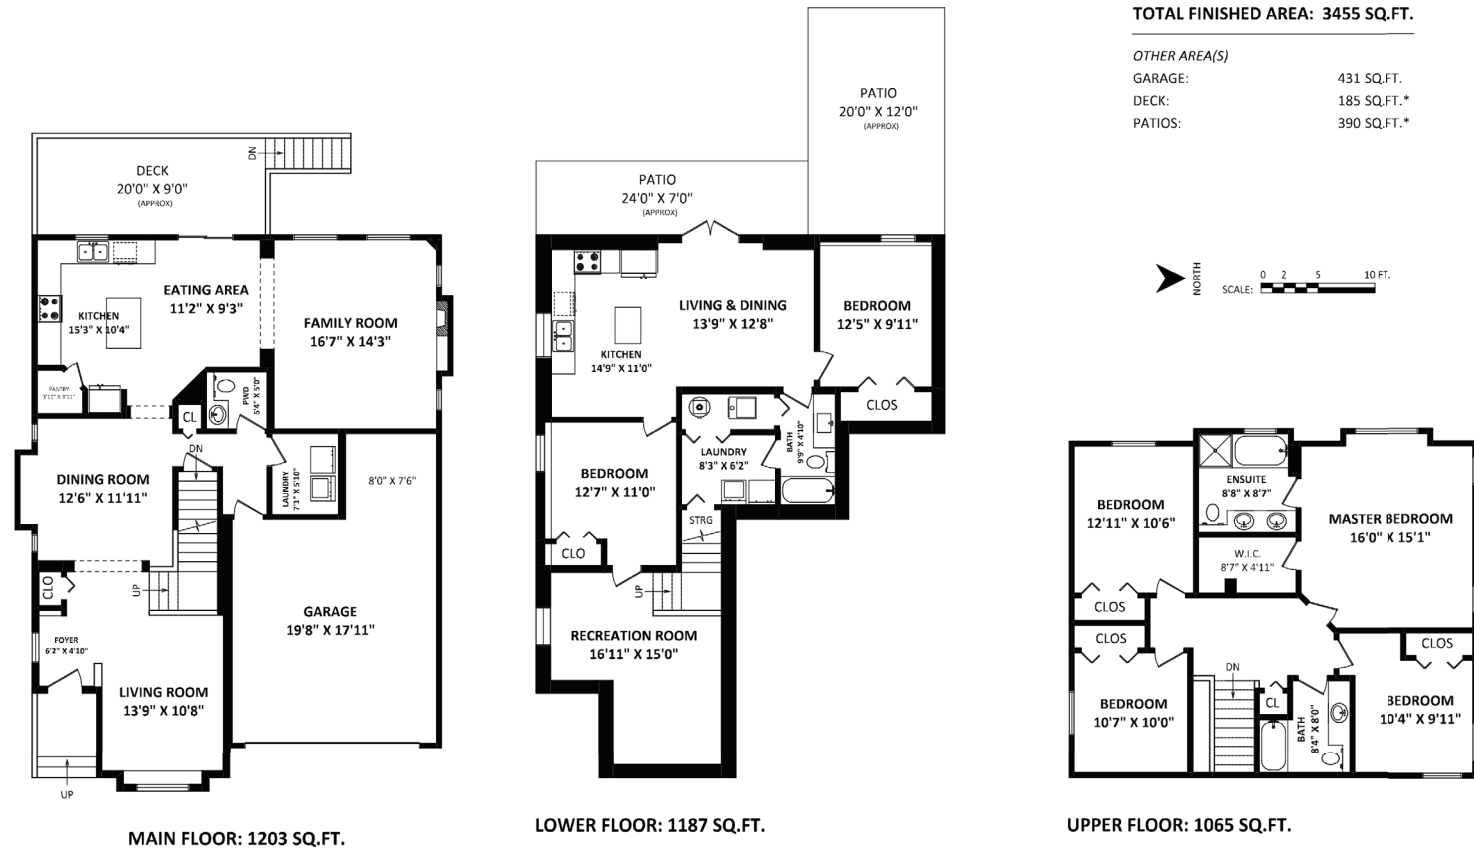 TOTAL FINISHED AREA: 3455 SQ.FT.
OTHER AREA(S)
GARAGE: 431 SQ.FT.
DECK: 185 SQ.FT.*
PATIOS: 390 SQ.FT.*
NORTH
SCALE: 0 2 5 10 FT.
DECK
20'0" X 9'0"
(APPROX)
DN
EATING AREA
11'2" X 9'3"
KITCHEN
15'3" X 10'4"
FAMILY ROOM
16'7" X 14'3"
PANTRY
3'11" X 3'11"
PWD
5'4" X 5'0"
CL
DN
DINING ROOM
12'6" X 11'11"
LAUNDRY
7'1" X 5'10"
8'0" X 7'6"
CLO
UP
GARAGE
19'8" X 17'11"
FOYER
6'2" X 4'10"
LIVING ROOM
13'9" X 10'8"
UP
MAIN FLOOR: 1203 SQ.FT.
PATIO
20'0" X 12'0"
(APPROX)
PATIO
24'0" X 7'0"
(APPROX)
LIVING & DINING
13'9" X 12'8"
BEDROOM
12'5" X 9'11"
KITCHEN
14'9" X 11'0"
CLOS
BATH
9'9" X 4'10"
LAUNDRY
8'3" X 6'2"
BEDROOM
12'7" X 11'0"
STRG
CLO
UP
RECREATION ROOM
16'11" X 15'0"
LOWER FLOOR: 1187 SQ.FT.
ENSUITE
8'8" X 8'7"
BEDROOM
12'11" X 10'6"
MASTER BEDROOM
16'0" X 15'1"
W.I.C.
8'7" X 4'11"
CLOS
CLOS
CLOS
DN
BEDROOM
10'7" X 10'0"
CL
BATH
8'4" X 8'0"
BEDROOM
10'4" X 9'11"
UPPER FLOOR: 1065 SQ.FT.